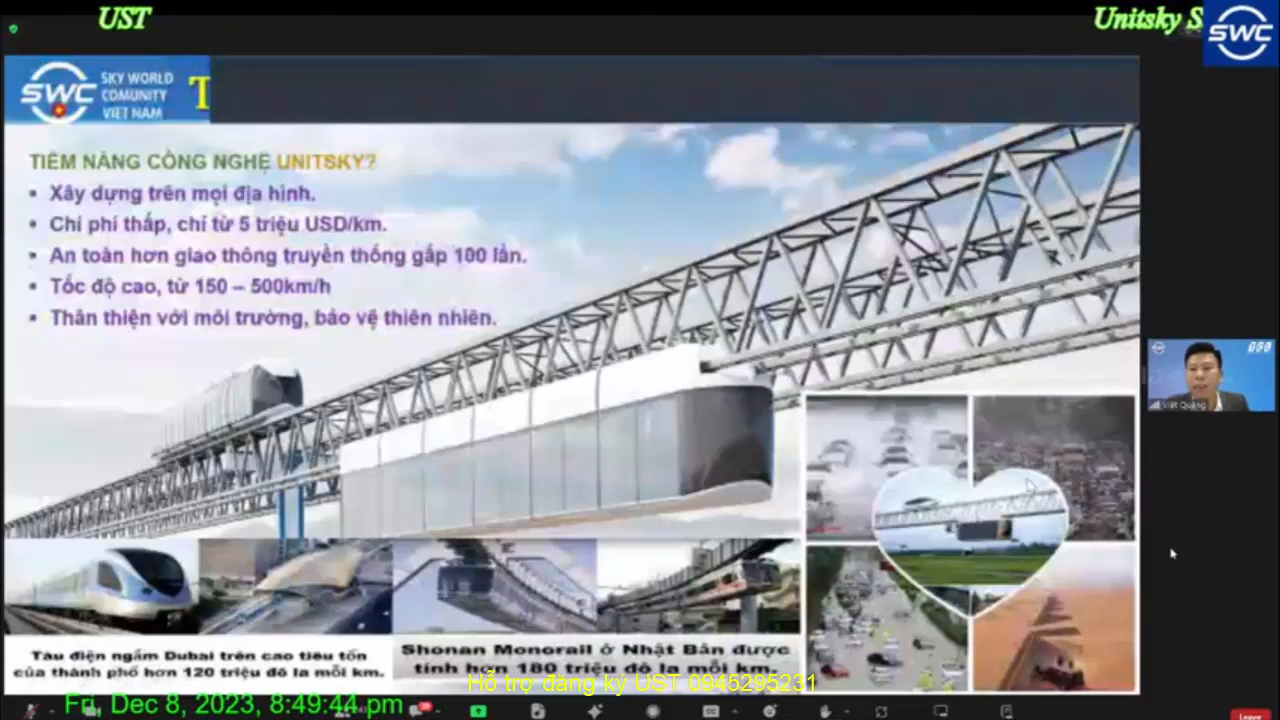 UST
Unitsky S
SWC
SWC
SKY WORLD
COMUNITY
VIET NAM
T
TIỀM NĂNG CÔNG NGHỆ UNITSKY?
▪ Xây dựng trên mọi địa hình.
▪ Chi phí thấp, chỉ từ 5 triệu USD/km.
▪ An toàn hơn giao thông truyền thống gấp 100 lần.
▪ Tốc độ cao, từ 150 – 500km/h
▪ Thân thiện với môi trường, bảo vệ thiên nhiên.
Việt Quảng
Tàu điện ngầm Dubai trên cao tiêu tốn
của thành phố hơn 120 triệu đô la mỗi km.
Shonan Monorail ở Nhật Bản được
tính hơn 180 triệu đô la mỗi km.
Hỗ trợ đăng ký UST 0945295231
Fri, Dec 8, 2023, 8:49:44 pm
Leave